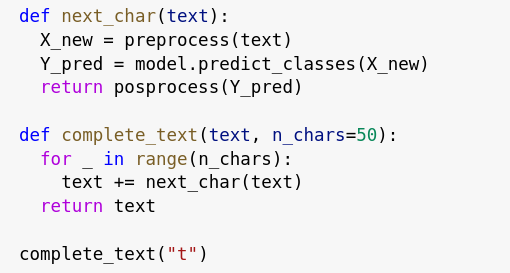 def next_char(text):
  X_new = preprocess(text)
  Y_pred = model.predict_classes(X_new)
  return posprocess(Y_pred)

def complete_text(text, n_chars=50):
  for _ in range(n_chars):
    text += next_char(text)
  return text

complete_text("t")